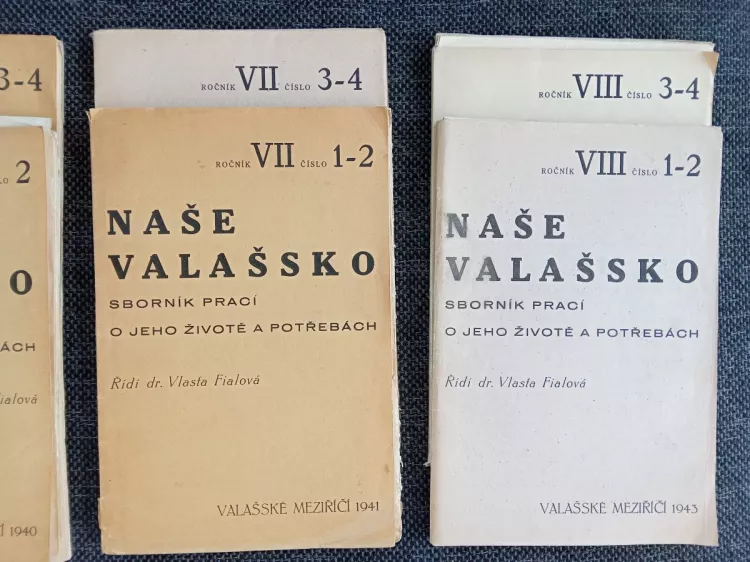 3-4
2
O
ÁCH
Fialová
Í 1940
ROČNÍK VII ČÍSLO 3-4
ROČNÍK VII ČÍSLO 1-2
NAŠE
VALAŠSKO
SBORNÍK PRACÍ
O JEHO ŽIVOTĚ A POTŘEBÁCH
Řídí dr. Vlasta Fialová
VALAŠSKÉ MEZIŘÍČÍ 1941
ROČNÍK VIII ČÍSLO 3-4
ROČNÍK VIII ČÍSLO 1-2
NAŠE
VALAŠSKO
SBORNÍK PRACÍ
O JEHO ŽIVOTĚ A POTŘEBÁCH
Řídí dr. Vlasta Fialová
VALAŠSKÉ MEZIŘÍČÍ 1943